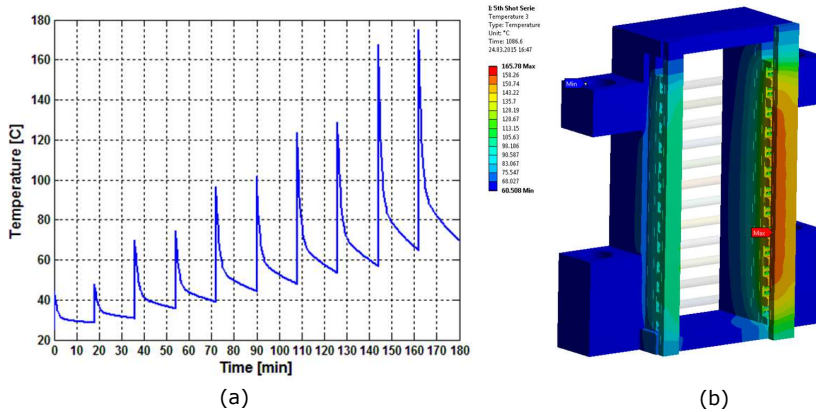 180
160
140
120
100
80
60
40
20
Temperature [C]
0 10 20 30 40 50 60 70 80 90 100 110 120 130 140 150 160 170 180
Time [min]
(a)
I: 5th Shot Serie
Temperature 3
Type: Temperature
Unit: °C
Time: 1086.6
24.03.2015 16:47
165.78 Max
158.26
150.74
143.22
135.7
128.19
120.67
113.15
105.63
98.106
90.587
83.067
75.547
68.027
60.508 Min
Min
Max
(b)